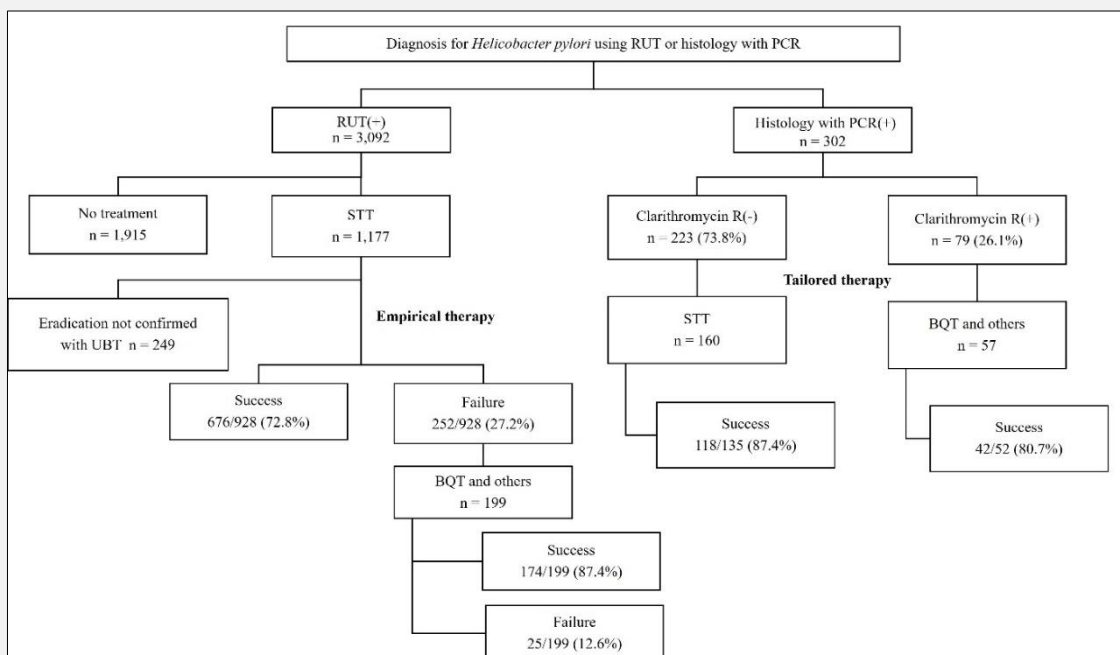 Diagnosis for Helicobacter pylori using RUT or histology with PCR
RUT(+)
n = 3,092
Histology with PCR(+)
n = 302
No treatment
n = 1,915
STT
n = 1,177
Clarithromycin R(-)
n = 223 (73.8%)
Clarithromycin R(+)
n = 79 (26.1%)
Tailored therapy
Eradication not confirmed
with UBT n = 249
Empirical therapy
STT
n = 160
BQT and others
n = 57
Success
676/928 (72.8%)
Failure
252/928 (27.2%)
Success
118/135 (87.4%)
Success
42/52 (80.7%)
BQT and others
n = 199
Success
174/199 (87.4%)
Failure
25/199 (12.6%)